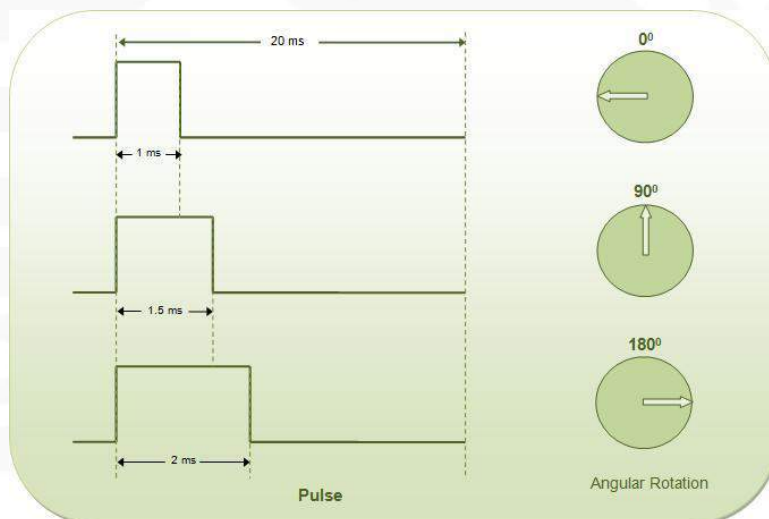 20 ms
0⁰
1 ms
90⁰
1.5 ms
180⁰
2 ms
Pulse
Angular Rotation